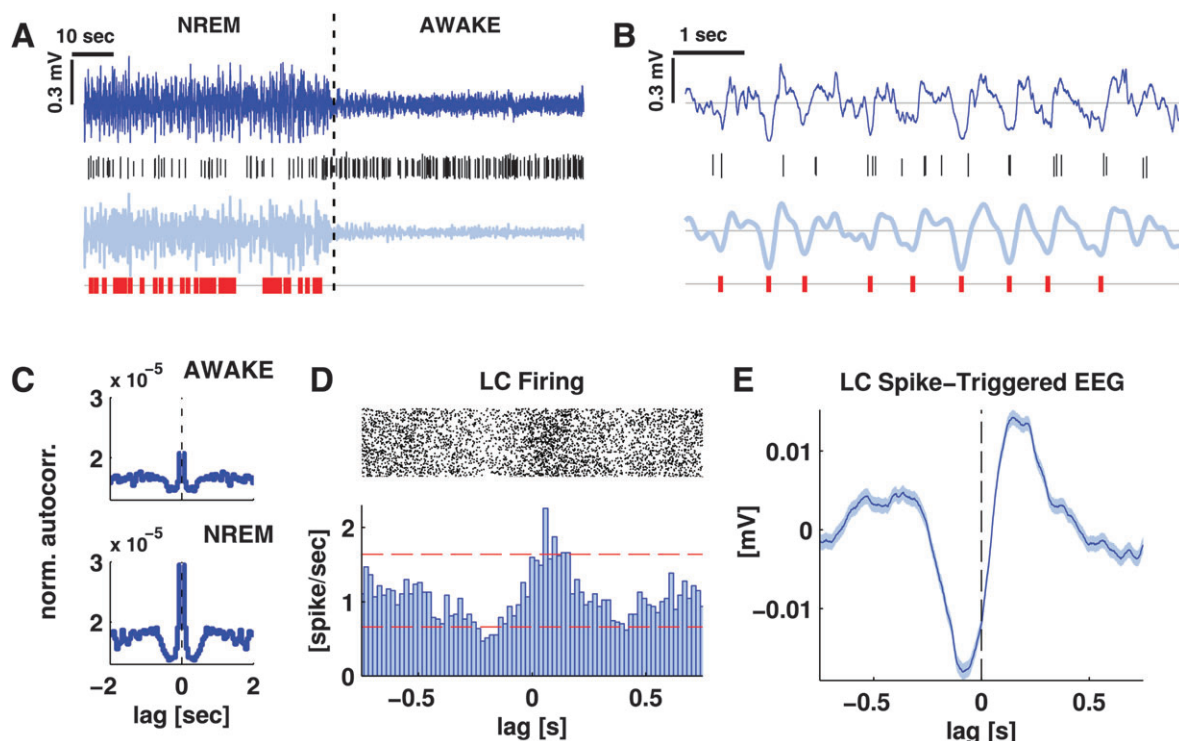 A
10 sec
NREM
AWAKE
0.3 mV
B
1 sec
0.3 mV
C
AWAKE
x 10⁻⁵
3
2
NREM
x 10⁻⁵
3
2
norm. autocorr.
−2 0 2
lag [sec]
D
LC Firing
2
1
0
[spike/sec]
−0.5 0 0.5
lag [s]
E
LC Spike−Triggered EEG
0.01
0
−0.01
[mV]
−0.5 0 0.5
lag [s]